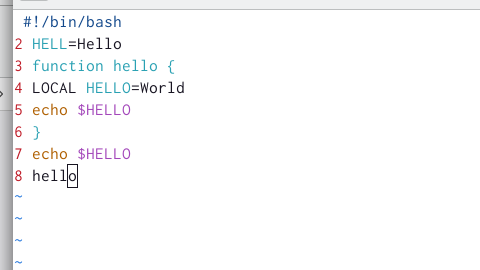 #!/bin/bash
2 HELL=Hello
3 function hello {
4 LOCAL HELLO=World
5 echo $HELLO
6 }
7 echo $HELLO
8 hello
~
~
~
~